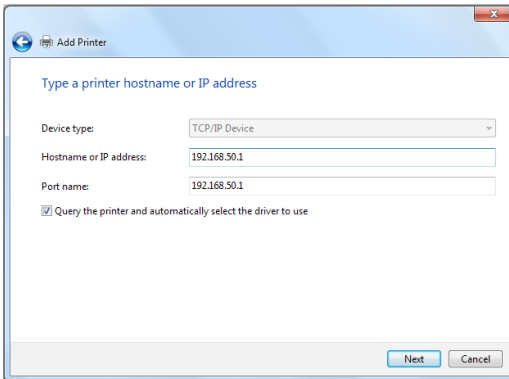 Add Printer
Type a printer hostname or IP address
Device type: TCP/IP Device
Hostname or IP address: 192.168.50.1
Port name: 192.168.50.1
Query the printer and automatically select the driver to use
Next Cancel